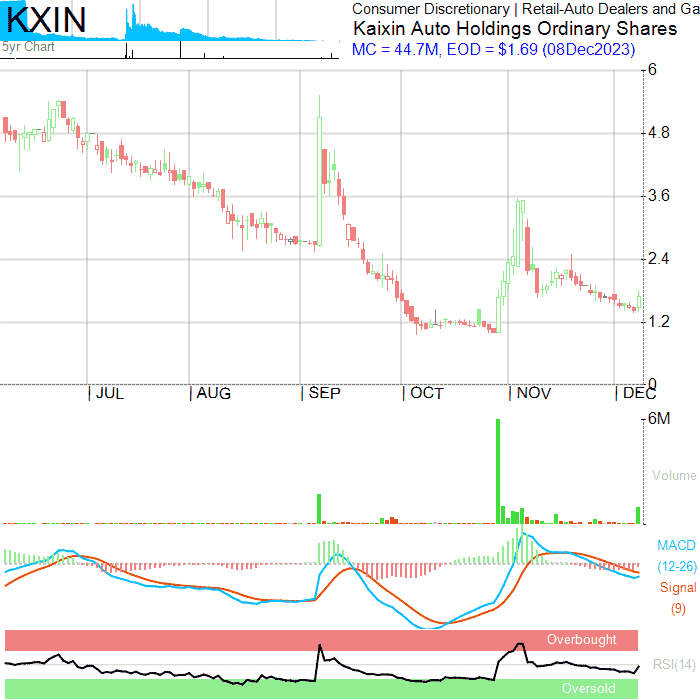 KXIN
5yr Chart
Consumer Discretionary | Retail-Auto Dealers and Ga
Kaixin Auto Holdings Ordinary Shares
MC = 44.7M, EOD = $1.69 (08Dec2023)
6
4.8
3.6
2.4
1.2
0
| JUL | AUG | SEP | OCT | NOV | DEC
6M
Volume
MACD
(12-26)
Signal
(9)
Overbought
RSI(14)
Oversold